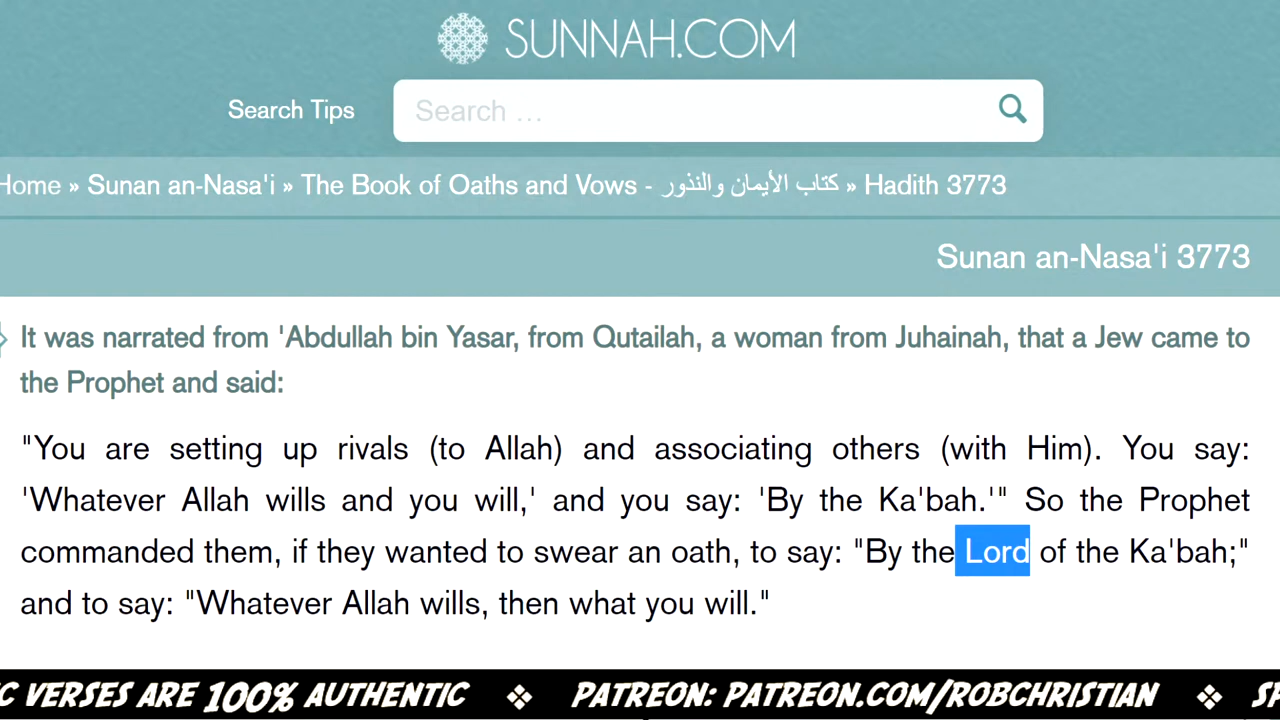 SUNNAH.COM
Search Tips
Search ...
Home » Sunan an-Nasa'i » The Book of Oaths and Vows - كتاب الأيمان والنذور » Hadith 3773
Sunan an-Nasa'i 3773
It was narrated from 'Abdullah bin Yasar, from Qutailah, a woman from Juhainah, that a Jew came to
the Prophet and said:
"You are setting up rivals (to Allah) and associating others (with Him). You say:
'Whatever Allah wills and you will,' and you say: 'By the Ka'bah.'" So the Prophet
commanded them, if they wanted to swear an oath, to say: "By the Lord of the Ka'bah;"
and to say: "Whatever Allah wills, then what you will."
C VERSES ARE 100% AUTHENTIC ❖ PATREON: PATREON.COM/ROBCHRISTIAN ❖ SH